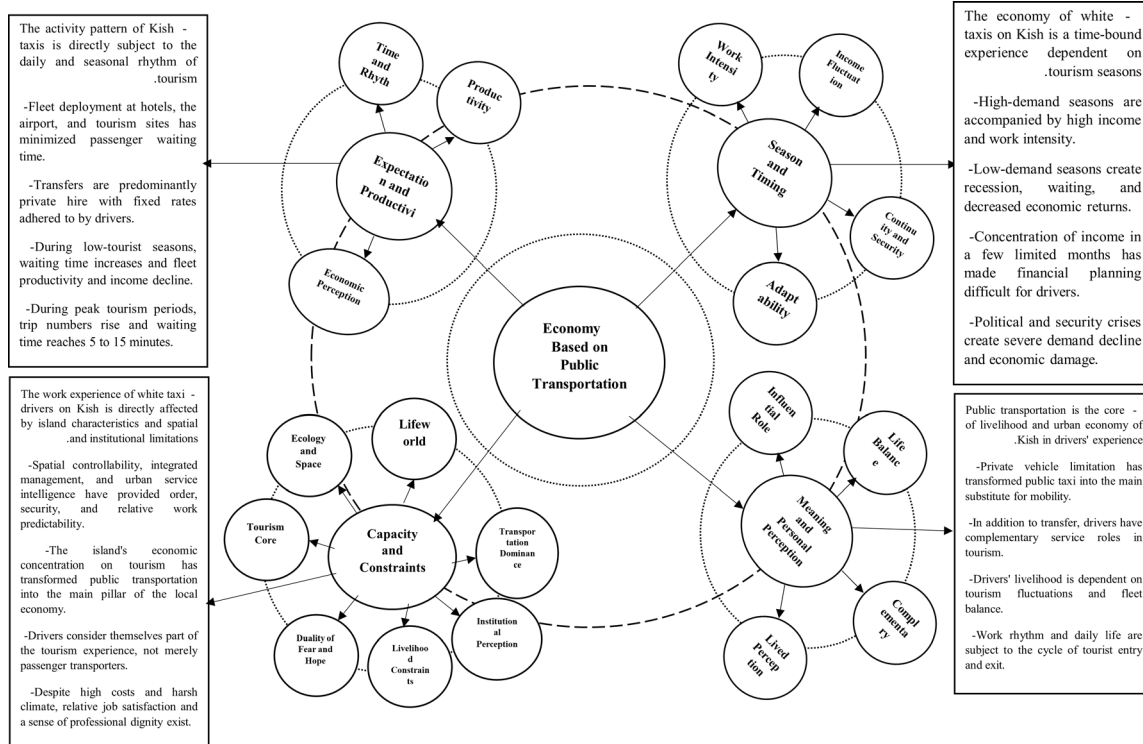 The activity pattern of Kish -
taxis is directly subject to the
daily and seasonal rhythm of
.tourism
-Fleet deployment at hotels, the
airport, and tourism sites has
minimized passenger waiting
time.
-Transfers are predominantly
private hire with fixed rates
adhered to by drivers.
-During low-tourist seasons,
waiting time increases and fleet
productivity and income decline.
-During peak tourism periods,
trip numbers rise and waiting
time reaches 5 to 15 minutes.
Time
and
Rhyth
Produc
tivity
Expectatio
n and
Productivi
Economic
Perception
Work
Intensi
ty
Income
Fluctuat
ion
Season
and
Timing
Continu
ity and
Security
Adapt
ability
The economy of white -
taxis on Kish is a time-bound
experience dependent on
.tourism seasons
-High-demand seasons are
accompanied by high income
and work intensity.
-Low-demand seasons create
recession, waiting, and
decreased economic returns.
-Concentration of income in
a few limited months has
made financial planning
difficult for drivers.
-Political and security crises
create severe demand decline
and economic damage.
Economy
Based on
Public
Transportation
The work experience of white taxi -
drivers on Kish is directly affected
by island characteristics and spatial
.and institutional limitations
-Spatial controllability, integrated
management, and urban service
intelligence have provided order,
security, and relative work
predictability.
-The island's economic
concentration on tourism has
transformed public transportation
into the main pillar of the local
economy.
-Drivers consider themselves part
of the tourism experience, not merely
passenger transporters.
-Despite high costs and harsh
climate, relative job satisfaction and
a sense of professional dignity exist.
Ecology
and
Space
Lifew
orld
Tourism
Core
Capacity
and
Constraints
Transpor
tation
Dominan
ce
Duality of
Fear and
Hope
Livelihoo
d
Constrain
ts
Institution
al Perception
Influen
tial
Role
Life
Balanc
e
Meaning
and
Personal
Perception
Lived
Percep
tion
Compl
ementa
ry
Public transportation is the core -
of livelihood and urban economy of
.Kish in drivers' experience
-Private vehicle limitation has
transformed public taxi into the main
substitute for mobility.
-In addition to transfer, drivers have
complementary service roles in
tourism.
-Drivers' livelihood is dependent on
tourism fluctuations and fleet
balance.
-Work rhythm and daily life are
subject to the cycle of tourist entry
and exit.